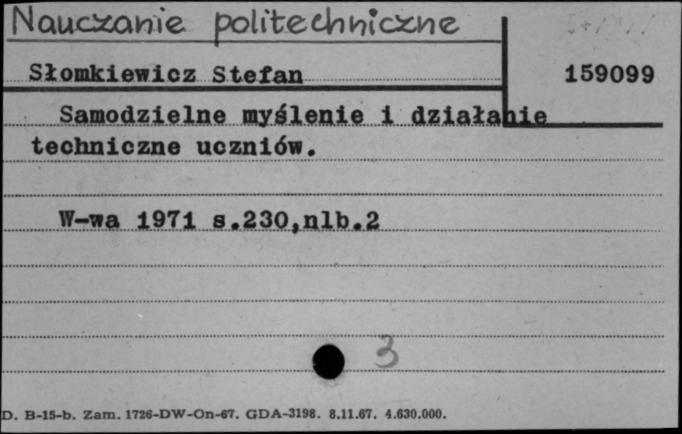 Nauczanie politechniczne
Słomkiewicz Stefan
159099
Samodzielne myślenie i działanie
techniczne uczniów.
W-wa 1971 s.230,nlb.2
3
D. B-15-b. Zam. 1726-DW-On-67. GDA-3198. 8.11.67. 4.630.000.